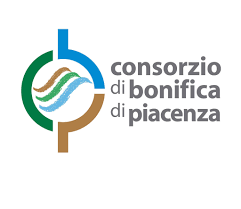 consorzio
di bonifica
di piacenza